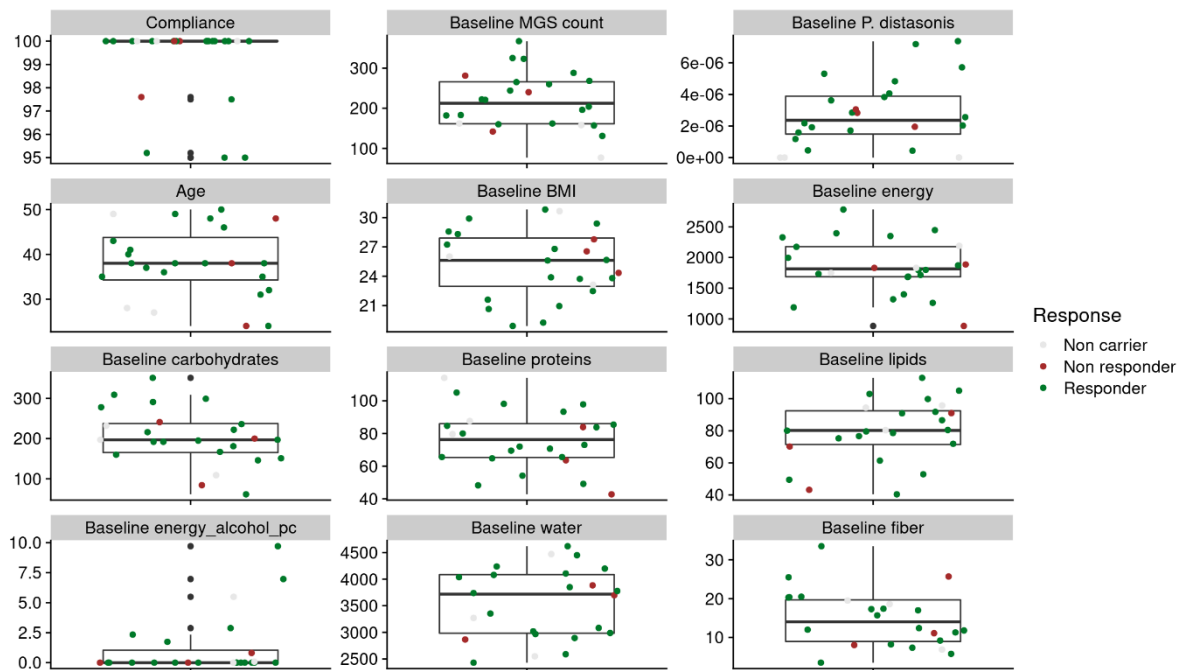 Compliance
Baseline MGS count
Baseline P. distasonis
100
99
98
97
96
95
300
200
100
6e-06
4e-06
2e-06
0e+00
Age
Baseline BMI
Baseline energy
50
40
30
30
27
24
21
2500
2000
1500
1000
Baseline carbohydrates
Baseline proteins
Baseline lipids
300
200
100
100
80
60
40
100
80
60
40
Baseline energy_alcohol_pc
Baseline water
Baseline fiber
10.0
7.5
5.0
2.5
0.0
4500
4000
3500
3000
2500
30
20
10
Response
Non carrier
Non responder
Responder